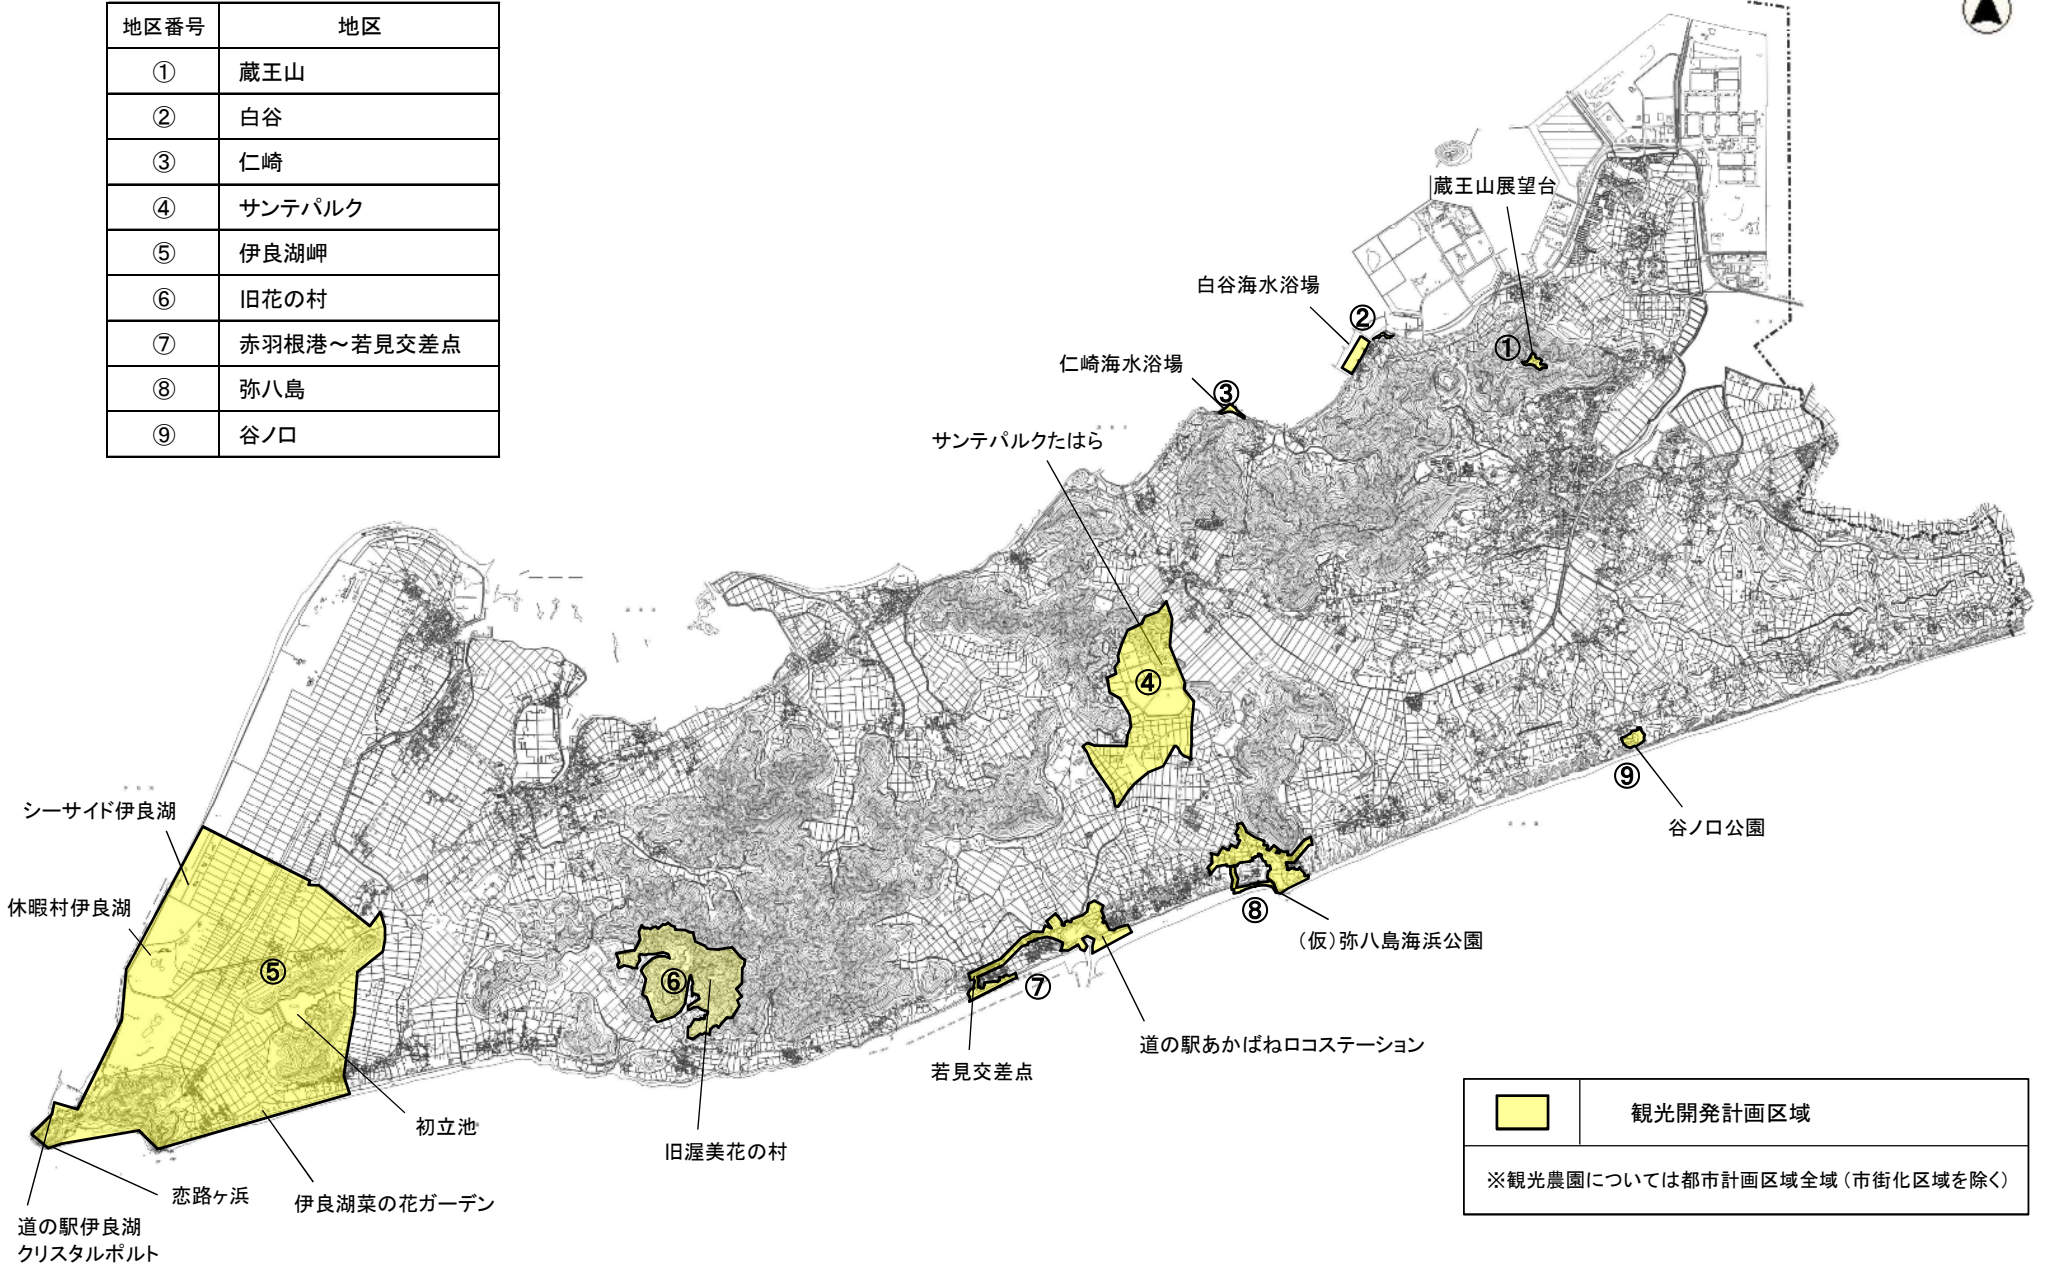 地区番号 地区
① 蔵王山
② 白谷
③ 仁崎
④ サンテパルク
⑤ 伊良湖岬
⑥ 旧花の村
⑦ 赤羽根港～若見交差点
⑧ 弥八島
⑨ 谷ノ口
蔵王山展望台
白谷海水浴場
②
①
仁崎海水浴場
③
サンテパルクたはら
④
⑨
谷ノ口公園
シーサイド伊良湖
休暇村伊良湖
⑤
⑧
（仮）弥八島海浜公園
⑥
⑦
道の駅あかばねロコステーション
若見交差点
初立池
旧渥美花の村
恋路ヶ浜
伊良湖菜の花ガーデン
道の駅伊良湖
クリスタルポルト
観光開発計画区域
※観光農園については都市計画区域全域（市街化区域を除く）